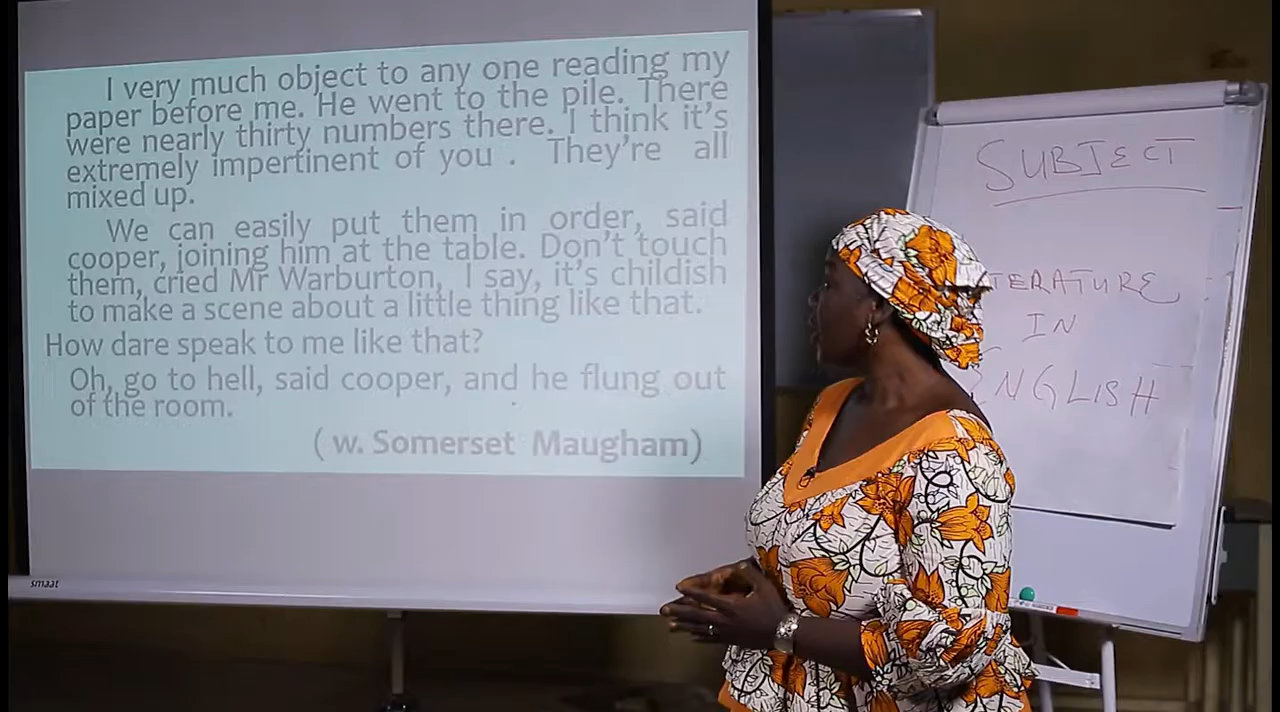 I very much object to any one reading my
paper before me. He went to the pile. There
were nearly thirty numbers there. I think it's
extremely impertinent of you . They're all
mixed up.
We can easily put them in order, said
cooper, joining him at the table. Don't touch
them, cried Mr Warburton, I say, it's childish
to make a scene about a little thing like that.
How dare speak to me like that?
Oh, go to hell, said cooper, and he flung out
of the room.
( w. Somerset Maugham)
smaat
SUBJECT
TERATURE
IN
ENGLISH